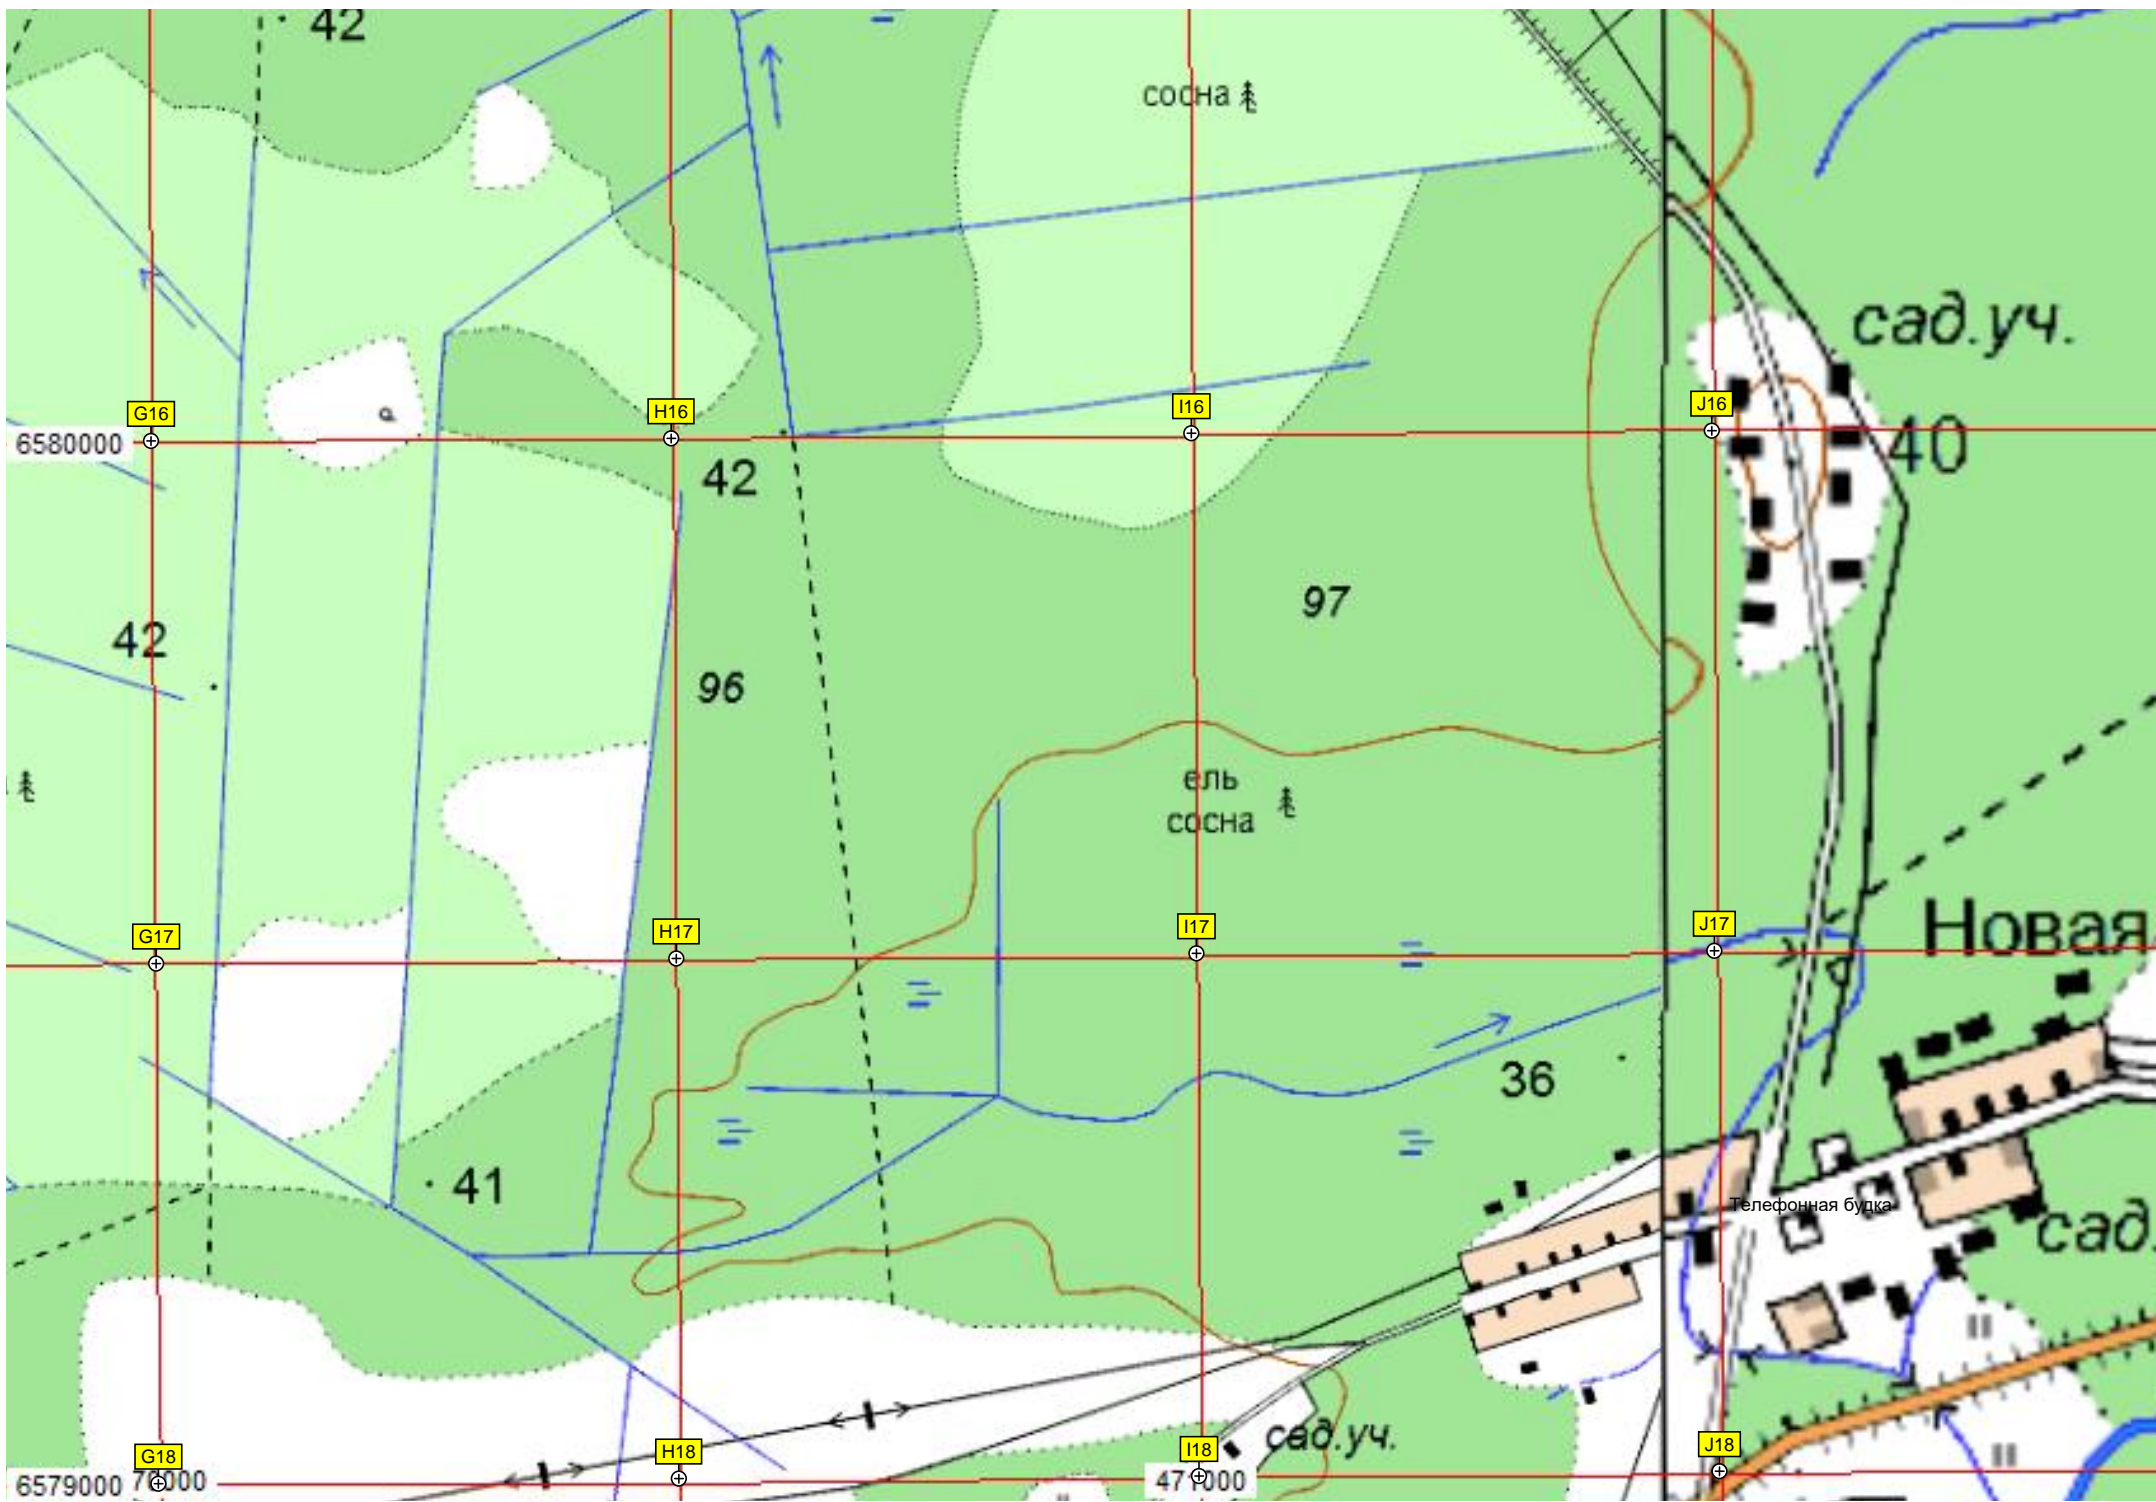 42
сосна
сад.уч.
G16
H16
I16
J16
6580000
42
40
97
42
96
ель
сосна
G17
H17
I17
J17
Новая
36
41
Телефонная будка
сад.
G18
H18
I18
J18
сад.уч.
6579000
70000
471000